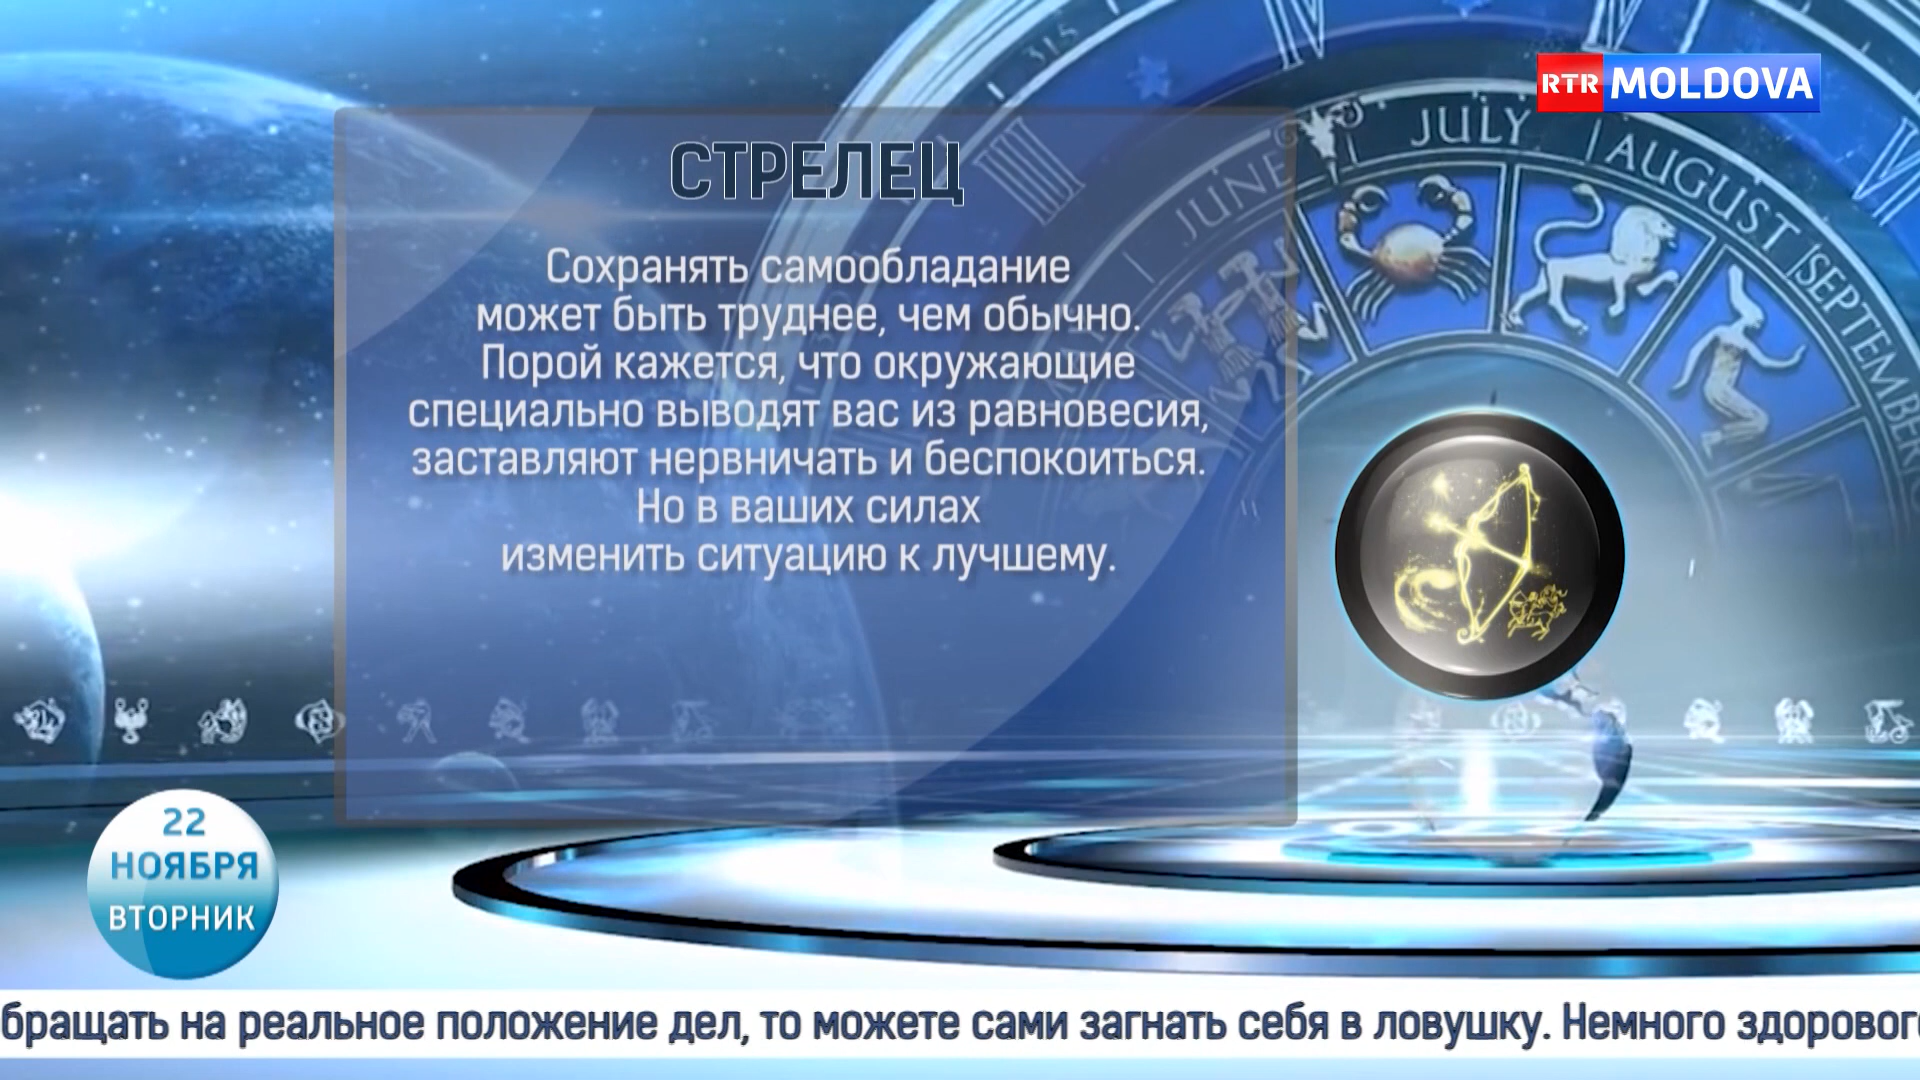 RTR MOLDOVA
315
JUNE
JULY
AUGUST
SEPTEMBER
СТРЕЛЕЦ
Сохранять самообладание
может быть труднее, чем обычно.
Порой кажется, что окружающие
специально выводят вас из равновесия,
заставляют нервничать и беспокоиться.
Но в ваших силах
изменить ситуацию к лучшему.
22
НОЯБРЯ
ВТОРНИК
бращать на реальное положение дел, то можете сами загнать себя в ловушку. Немного здоровог